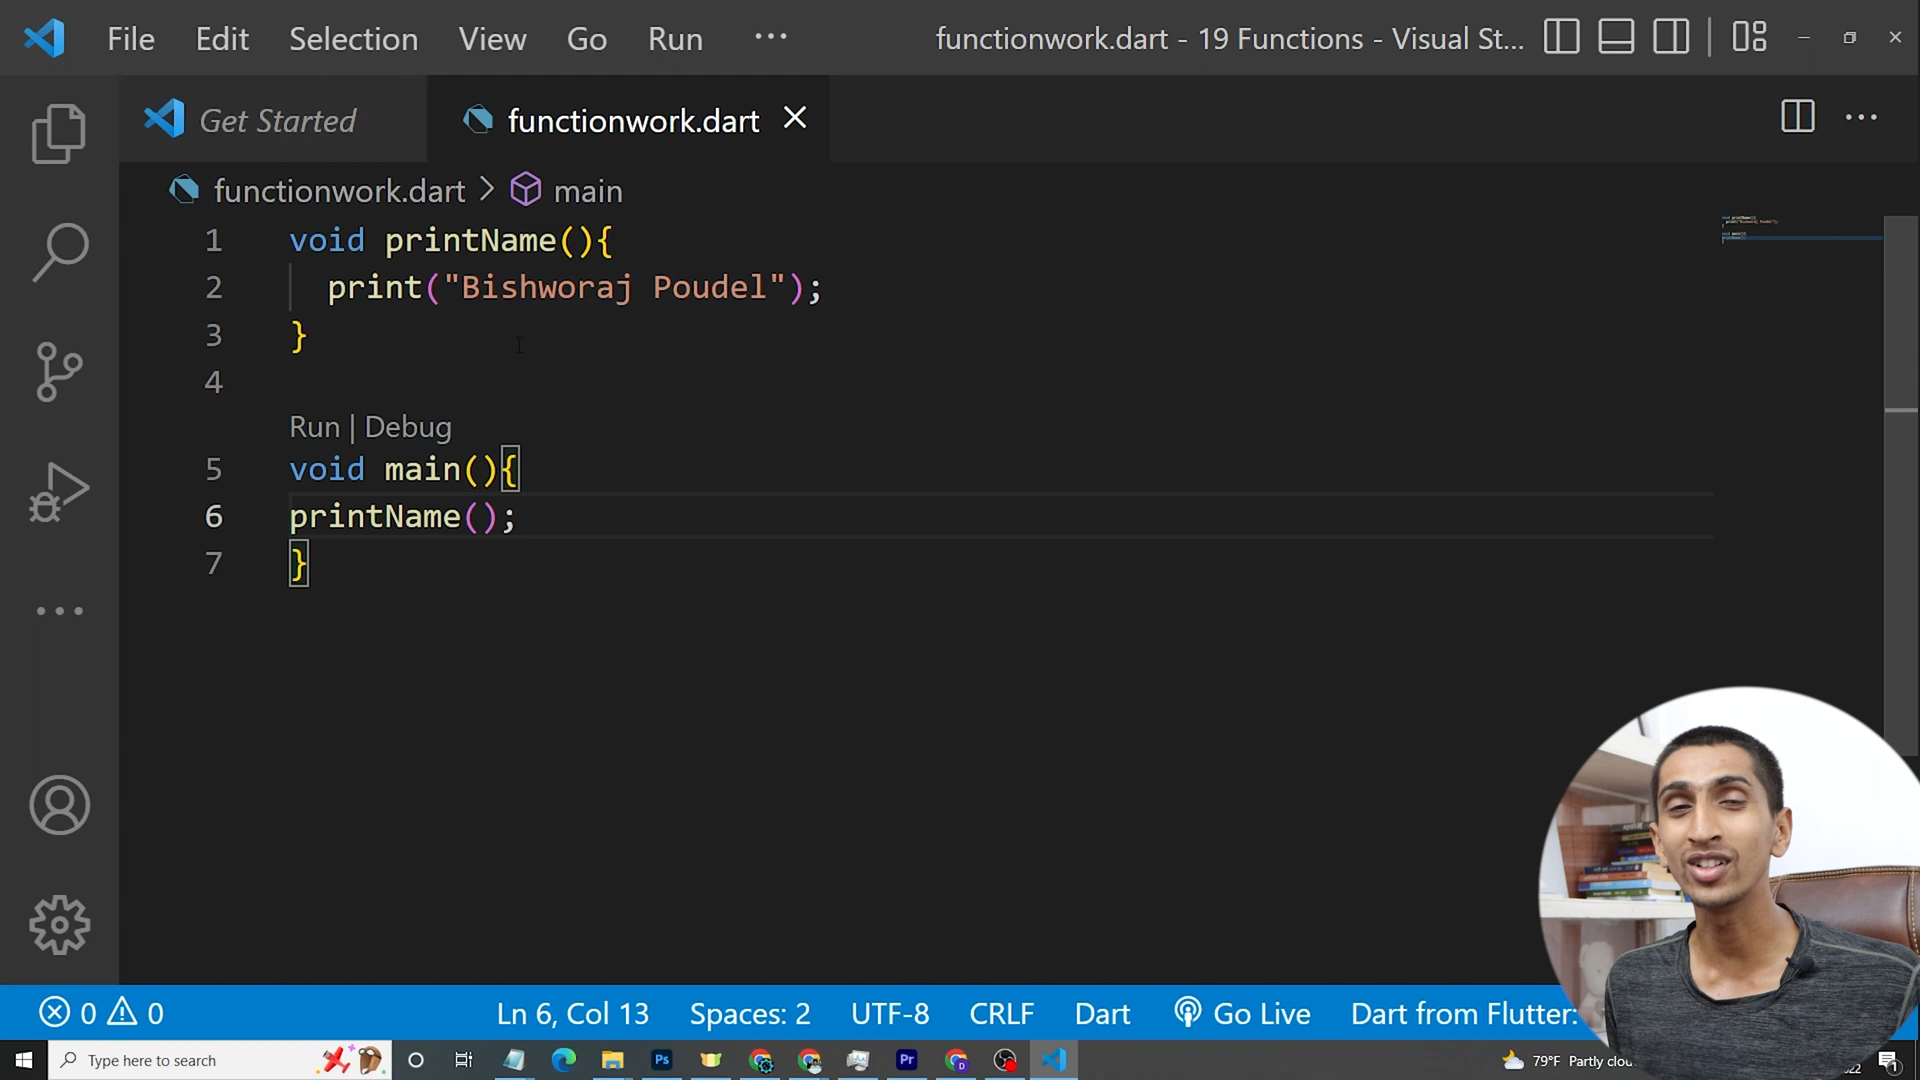 File Edit Selection View Go Run ··· functionwork.dart - 19 Functions - Visual St...
Get Started functionwork.dart
functionwork.dart > main
1 void printName(){
2 print("Bishworaj Poudel");
3 }
4
Run | Debug
5 void main(){
6 printName();
7 }
0 0 Ln 6, Col 13 Spaces: 2 UTF-8 CRLF Dart Go Live Dart from Flutter:
Type here to search Ps Pr 79°F Partly clou